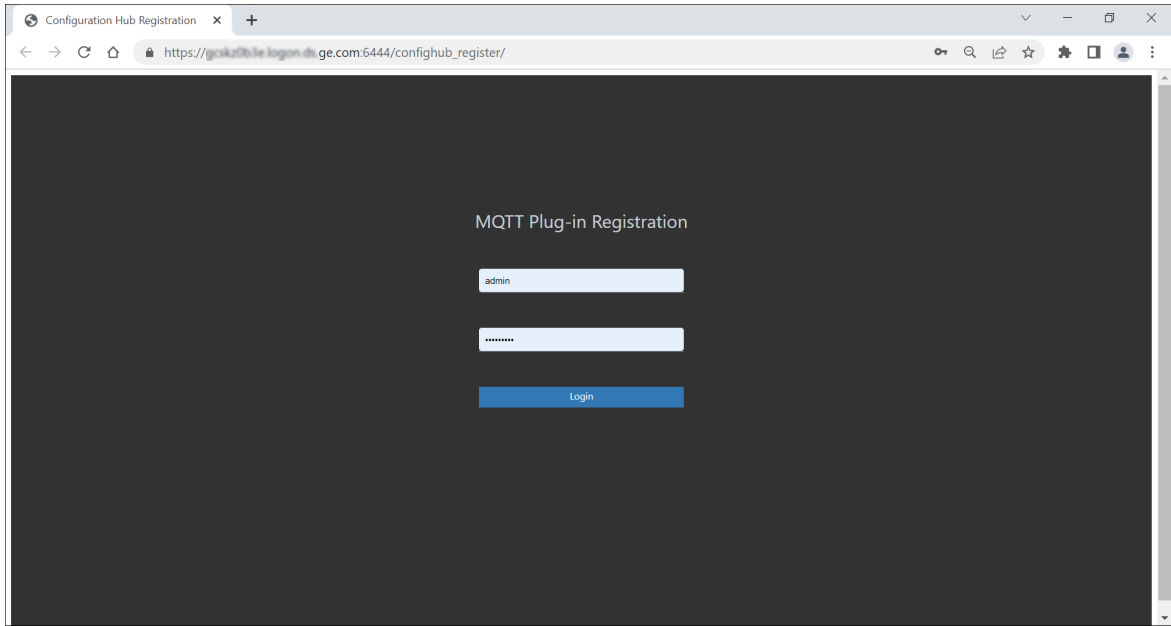 Configuration Hub Registration
https:// ge.com:6444/confighub_register/
MQTT Plug-in Registration
admin
•••••••••
Login